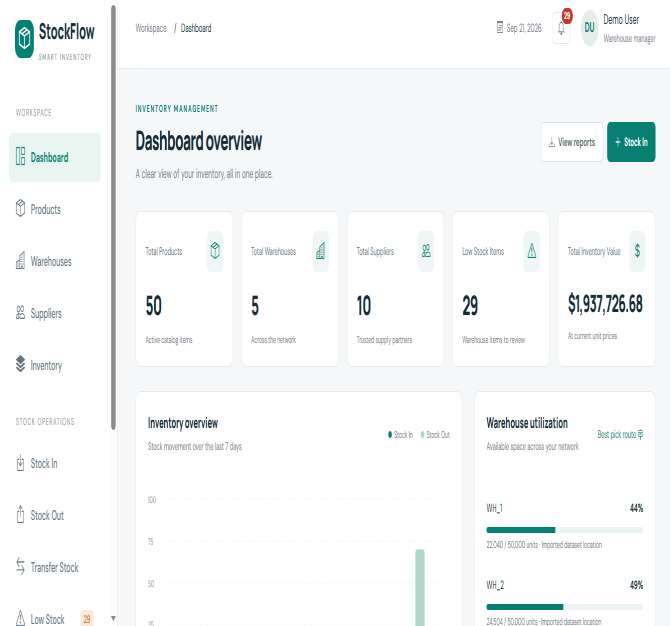 StockFlow
SMART INVENTORY
WORKSPACE
Dashboard
Products
Warehouses
Suppliers
Inventory
STOCK OPERATIONS
Stock In
Stock Out
Transfer Stock
Low Stock 29
Workspace / Dashboard
Sep 21, 2026
29
DU
Demo User
Warehouse manager
INVENTORY MANAGEMENT
Dashboard overview
A clear view of your inventory, all in one place.
View reports
+ Stock In
Total Products
50
Active catalog items
Total Warehouses
5
Across the network
Total Suppliers
10
Trusted supply partners
Low Stock Items
29
Warehouse items to review
Total Inventory Value
$
$1,937,726.68
At current unit prices
Inventory overview
Stock movement over the last 7 days
Stock In Stock Out
100
75
50
25
Warehouse utilization
Available space across your network
Best pick route
WH_1 44%
22,040 / 50,000 units · Imported dataset location
WH_2 49%
24,504 / 50,000 units · Imported dataset location